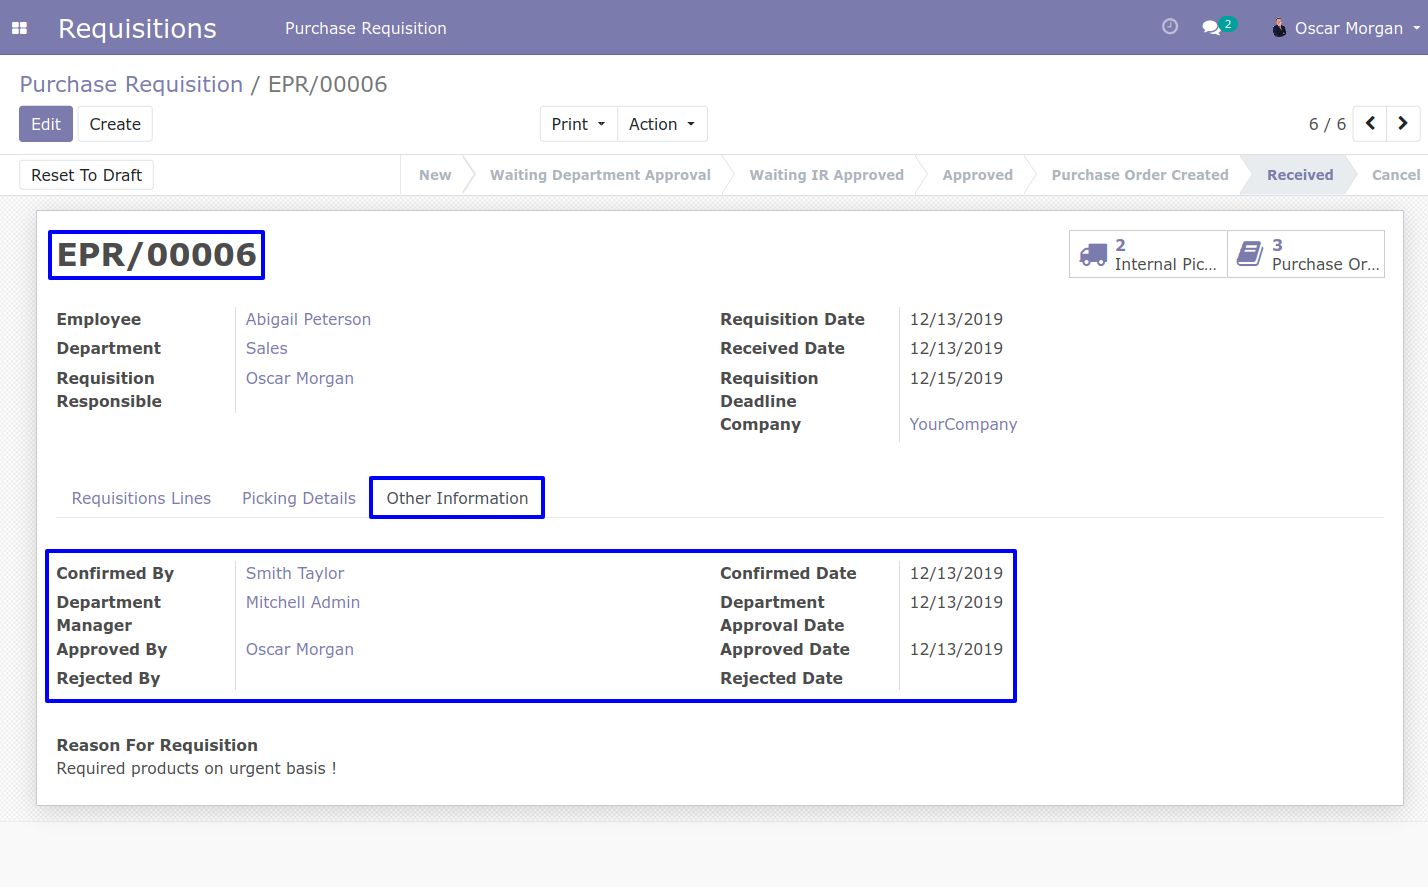 Requisitions Purchase Requisition 2 Oscar Morgan
Purchase Requisition / EPR/00006
Edit Create Print Action 6 / 6
Reset To Draft New Waiting Department Approval Waiting IR Approved Approved Purchase Order Created Received Cancel
EPR/00006
2 Internal Pic...
3 Purchase Or...
Employee Abigail Peterson
Department Sales
Requisition Responsible Oscar Morgan
Requisition Date 12/13/2019
Received Date 12/13/2019
Requisition Deadline 12/15/2019
Company YourCompany
Requisitions Lines Picking Details Other Information
Confirmed By Smith Taylor
Department Manager Mitchell Admin
Approved By Oscar Morgan
Rejected By
Confirmed Date 12/13/2019
Department Approval Date 12/13/2019
Approved Date 12/13/2019
Rejected Date
Reason For Requisition
Required products on urgent basis !